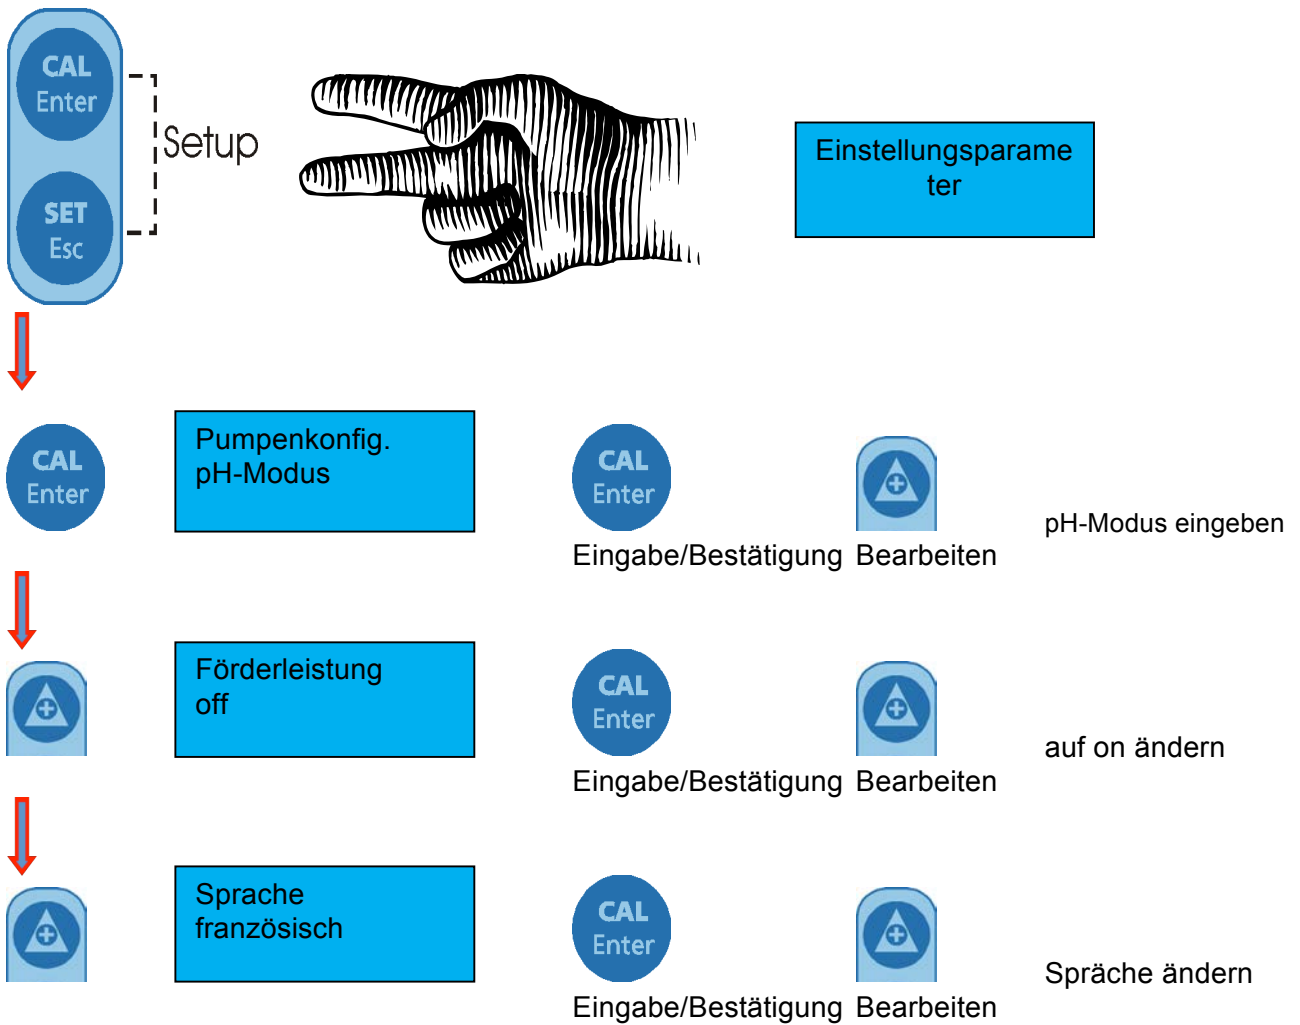 CAL
Enter
Setup
SET
Esc
Einstellungsparame
ter
CAL
Enter
Pumpenkonfig.
pH-Modus
CAL
Enter
Eingabe/Bestätigung Bearbeiten
pH-Modus eingeben
Förderleistung
off
CAL
Enter
Eingabe/Bestätigung Bearbeiten
auf on ändern
Sprache
französisch
CAL
Enter
Eingabe/Bestätigung Bearbeiten
Spräche ändern